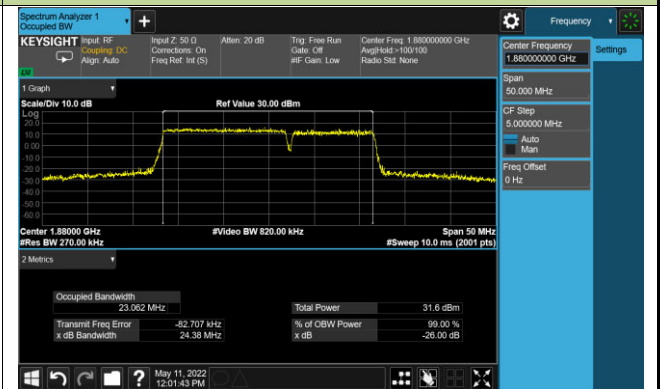 Spectrum Analyzer 1
Occupied BW
+
Frequency
KEYSIGHT Input: RF
Coupling: DC
Align: Auto
Input Z: 50 Ω
Corrections: On
Freq Ref: Int (S)
Atten: 20 dB
Trig: Free Run
Gate: Off
#IF Gain: Low
Center Freq: 1.880000000 GHz
Avg|Hold:>100/100
Radio Std: None
Center Frequency
1.880000000 GHz
Settings
Span
50.000 MHz
CF Step
5.000000 MHz
Auto
Man
Freq Offset
0 Hz
1 Graph
Scale/Div 10.0 dB
Ref Value 30.00 dBm
Log
20.0
10.0
0.00
-10.0
-20.0
-30.0
-40.0
-50.0
-60.0
Center 1.88000 GHz
#Video BW 820.00 kHz
Span 50 MHz
#Res BW 270.00 kHz
#Sweep 10.0 ms (2001 pts)
2 Metrics
Occupied Bandwidth
23.062 MHz
Total Power 31.6 dBm
Transmit Freq Error -82.707 kHz
% of OBW Power 99.00 %
x dB Bandwidth 24.38 MHz
x dB -26.00 dB
?
May 11, 2022
12:01:43 PM